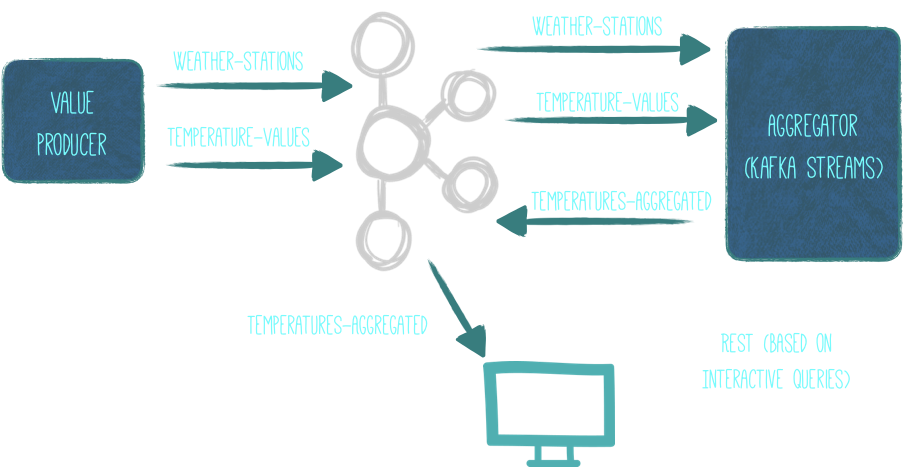 VALUE
PRODUCER
WEATHER-STATIONS
TEMPERATURE-VALUES
WEATHER-STATIONS
TEMPERATURE-VALUES
TEMPERATURES-AGGREGATED
AGGREGATOR
(KAFKA STREAMS)
TEMPERATURES-AGGREGATED
REST (BASED ON
INTERACTIVE QUERIES)